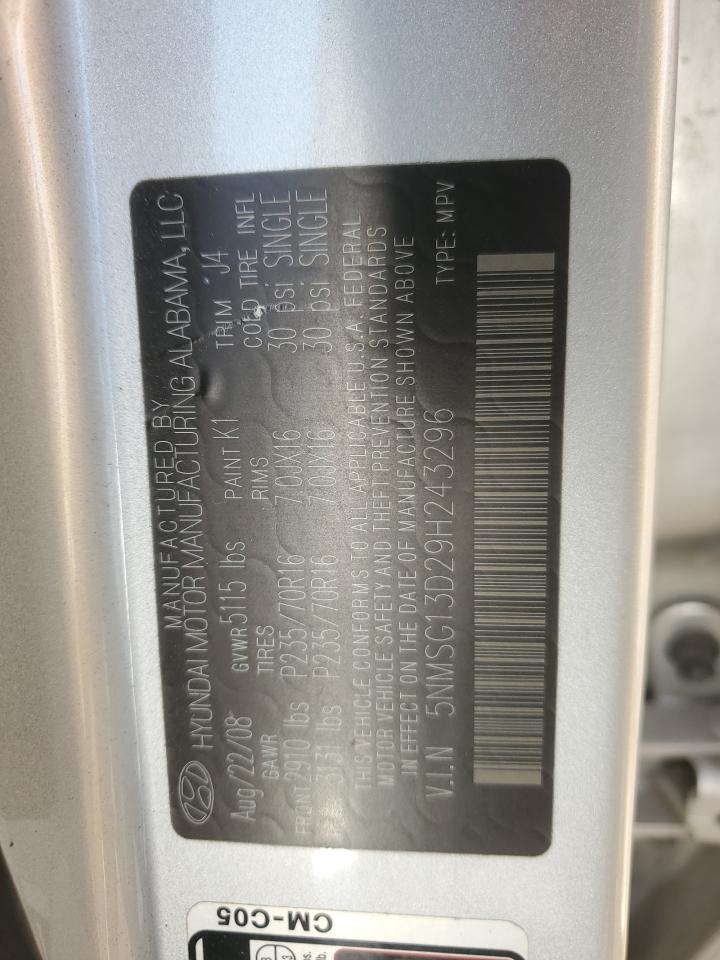 MANUFACTURED BY
HYUNDAI MOTOR MANUFACTURING ALABAMA, LLC
Aug/22/08 GVWR 5115 lbs PAINT K1 TRIM J4
GAWR TIRES RIMS COLD TIRE INFL
FRONT 2910 lbs P235/70R16 7.0JX16 30 psi SINGLE
3131 lbs P235/70R16 7.0JX16 30 psi SINGLE
THIS VEHICLE CONFORMS TO ALL APPLICABLE U.S.A. FEDERAL
MOTOR VEHICLE SAFETY AND THEFT PREVENTION STANDARDS
IN EFFECT ON THE DATE OF MANUFACTURE SHOWN ABOVE
V.I.N 5NMSG13D29H243296 TYPE: MPV
CM-C05